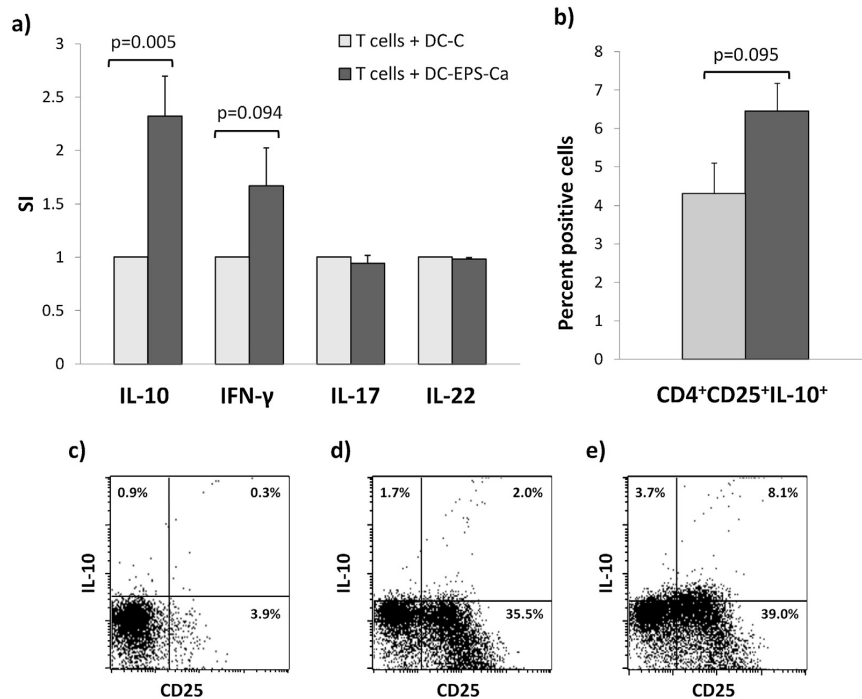 a)
3
2.5
2
1.5
1
0.5
0
SI
p=0.005
p=0.094
T cells + DC-C
T cells + DC-EPS-Ca
IL-10 IFN-γ IL-17 IL-22
b)
8
7
6
5
4
3
2
1
0
Percent positive cells
p=0.095
CD4⁺CD25⁺IL-10⁺
c)
0.9% 0.3%
3.9%
IL-10
CD25
d)
1.7% 2.0%
35.5%
IL-10
CD25
e)
3.7% 8.1%
39.0%
IL-10
CD25